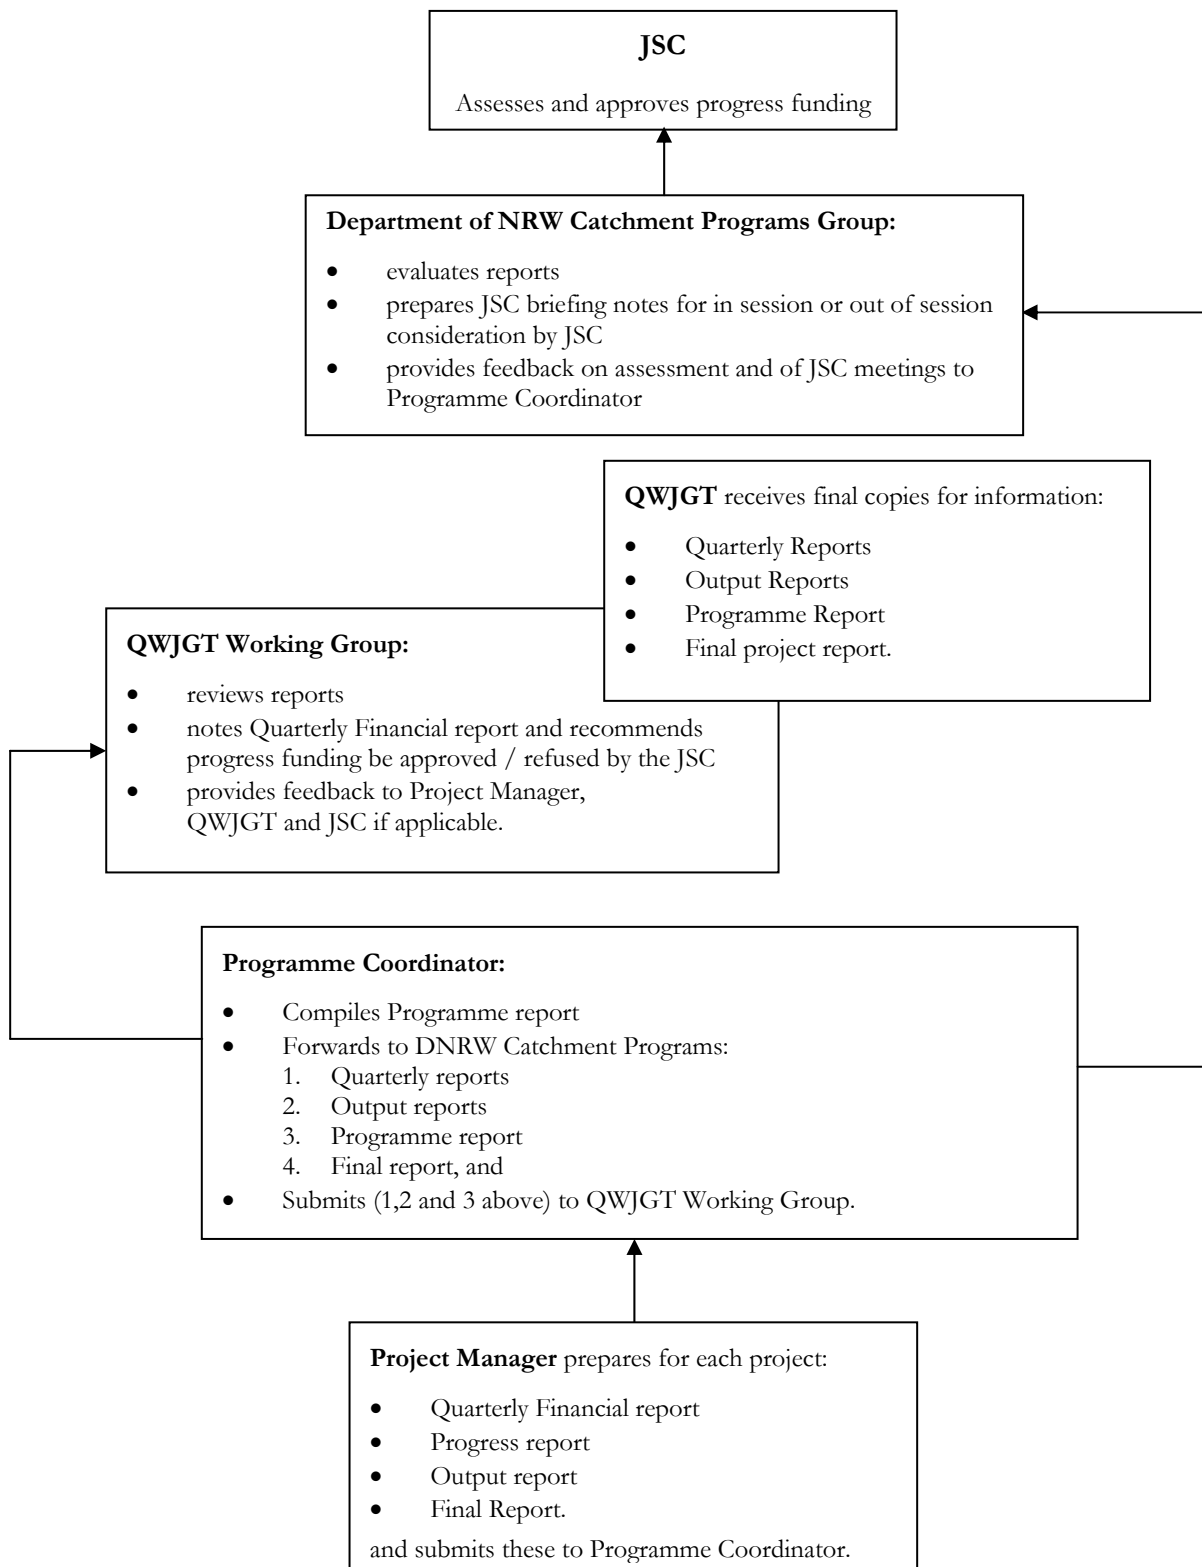 JSC
Assesses and approves progress funding
Department of NRW Catchment Programs Group:
• evaluates reports
• prepares JSC briefing notes for in session or out of session
consideration by JSC
• provides feedback on assessment and of JSC meetings to
Programme Coordinator
QWJGT receives final copies for information:
• Quarterly Reports
• Output Reports
• Programme Report
• Final project report.
QWJGT Working Group:
• reviews reports
• notes Quarterly Financial report and recommends
progress funding be approved / refused by the JSC
• provides feedback to Project Manager,
QWJGT and JSC if applicable.
Programme Coordinator:
• Compiles Programme report
• Forwards to DNRW Catchment Programs:
1. Quarterly reports
2. Output reports
3. Programme report
4. Final report, and
• Submits (1,2 and 3 above) to QWJGT Working Group.
Project Manager prepares for each project:
• Quarterly Financial report
• Progress report
• Output report
• Final Report.
and submits these to Programme Coordinator.